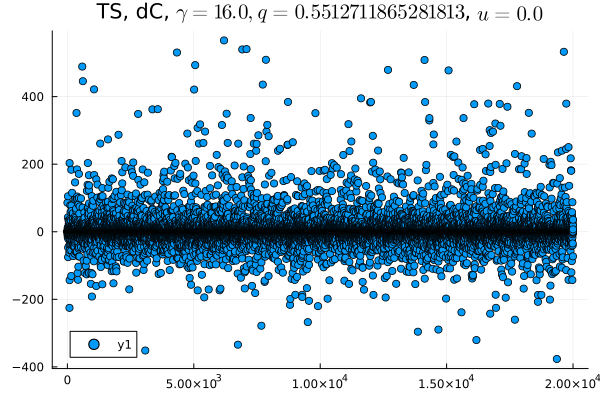 TS, dC, γ = 16.0, q = 0.5512711865281813, u = 0.0
400
200
0
−200
−400
y1
0 5.00×10³ 1.00×10⁴ 1.50×10⁴ 2.00×10⁴